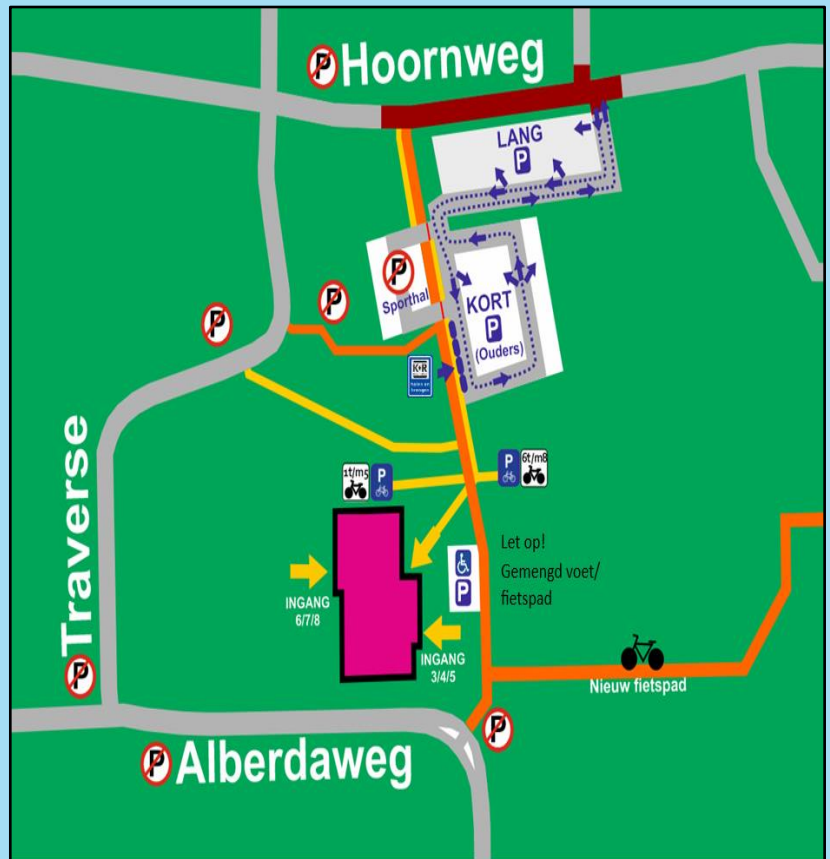 P Hoornweg
LANG
P
P
Sporthal
KORT
P
(Ouders)
P
P
K+R
1t/m5
P
P
6t/m8
Let op!
Gemengd voet/
fietspad
P
INGANG
6/7/8
INGANG
3/4/5
Traverse
P
Nieuw fietspad
P
P Alberdaweg